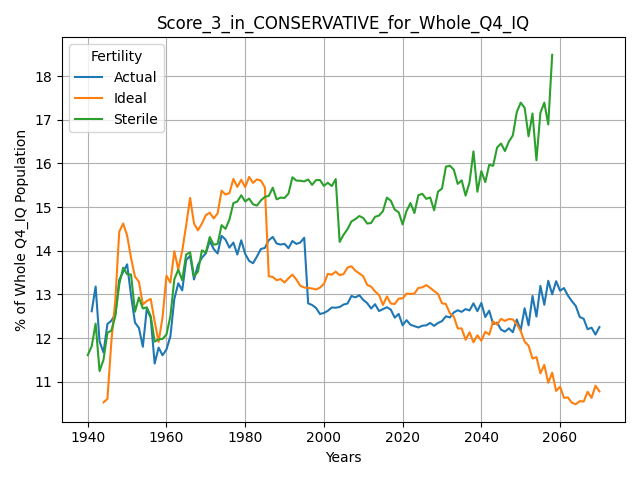 Score_3_in_CONSERVATIVE_for_Whole_Q4_IQ
Fertility
Actual
Ideal
Sterile
% of Whole Q4_IQ Population
18
17
16
15
14
13
12
11
1940 1960 1980 2000 2020 2040 2060
Years